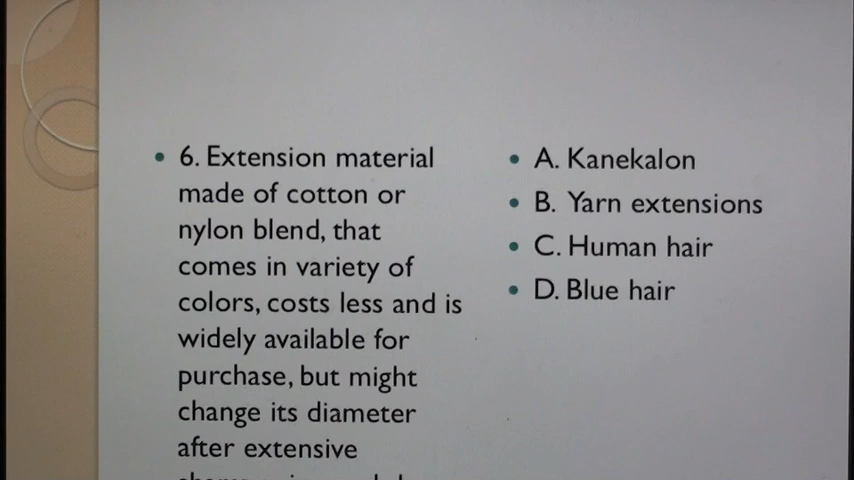 6. Extension material
made of cotton or
nylon blend, that
comes in variety of
colors, costs less and is
widely available for
purchase, but might
change its diameter
after extensive
A. Kanekalon
B. Yarn extensions
C. Human hair
D. Blue hair